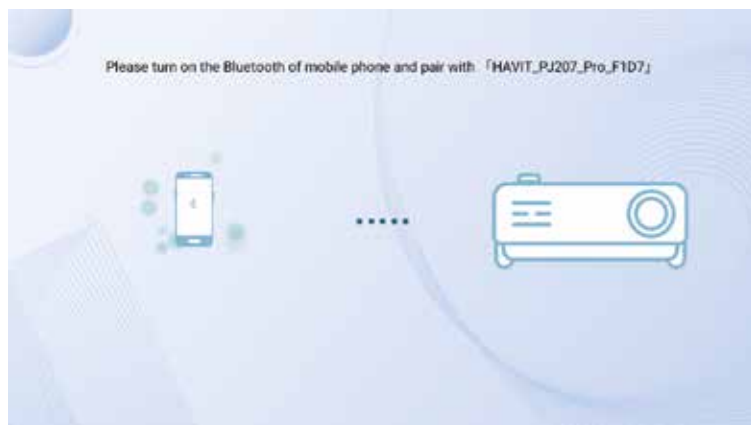 Please turn on the Bluetooth of mobile phone and pair with 「HAVIT_PJ207_Pro_F1D7」